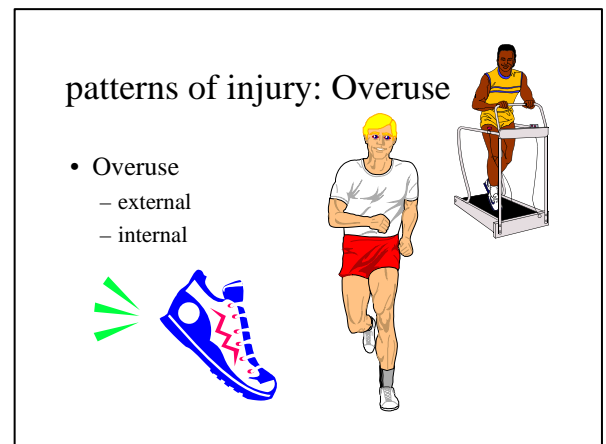 patterns of injury: Overuse
• Overuse
– external
– internal